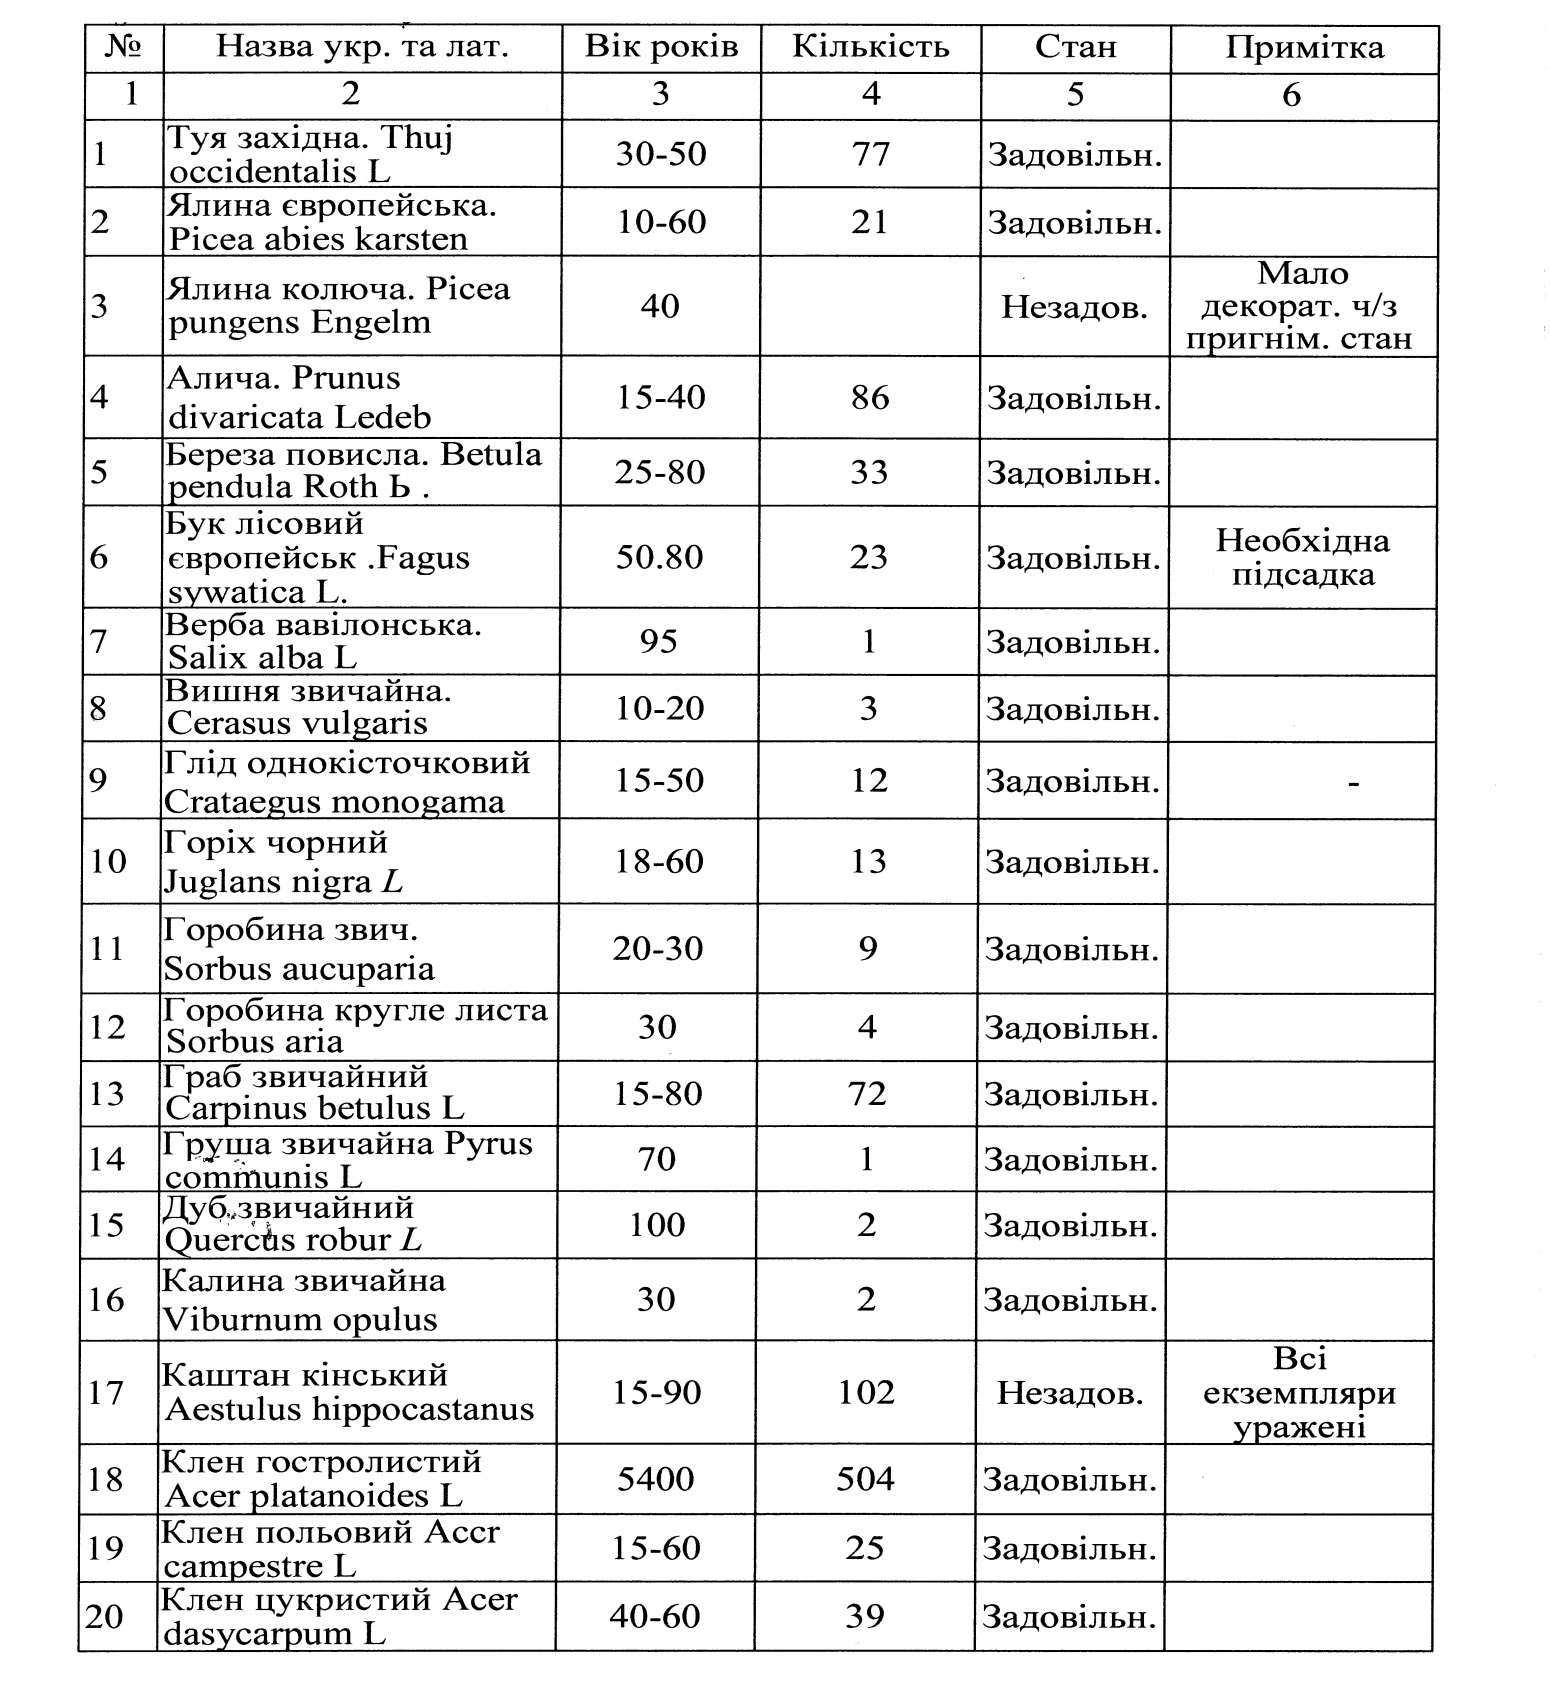 № Назва укр. та лат. Вік років Кількість Стан Примітка
1 2 3 4 5 6
1 Туя західна. Thuj occidentalis L 30-50 77 Задовільн.
2 Ялина європейська. Picea abies karsten 10-60 21 Задовільн.
3 Ялина колюча. Picea pungens Engelm 40 Незадов. Мало декорат. ч/з пригнім. стан
4 Алича. Prunus divaricata Ledeb 15-40 86 Задовільн.
5 Береза повисла. Betula pendula Roth Ь . 25-80 33 Задовільн.
6 Бук лісовий європейськ .Fagus sywatica L. 50.80 23 Задовільн. Необхідна підсадка
7 Верба вавілонська. Salix alba L 95 1 Задовільн.
8 Вишня звичайна. Cerasus vulgaris 10-20 3 Задовільн.
9 Глід однокісточковий Crataegus monogama 15-50 12 Задовільн. -
10 Горіх чорний Juglans nigra L 18-60 13 Задовільн.
11 Горобина звич. Sorbus aucuparia 20-30 9 Задовільн.
12 Горобина кругле листа Sorbus aria 30 4 Задовільн.
13 Граб звичайний Carpinus betulus L 15-80 72 Задовільн.
14 Груша звичайна Pyrus communis L 70 1 Задовільн.
15 Дуб звичайний Quercus robur L 100 2 Задовільн.
16 Калина звичайна Viburnum opulus 30 2 Задовільн.
17 Каштан кінський Aestulus hippocastanus 15-90 102 Незадов. Всі екземпляри уражені
18 Клен гостролистий Acer platanoides L 5400 504 Задовільн.
19 Клен польовий Accr campestre L 15-60 25 Задовільн.
20 Клен цукристий Acer dasycarpum L 40-60 39 Задовільн.